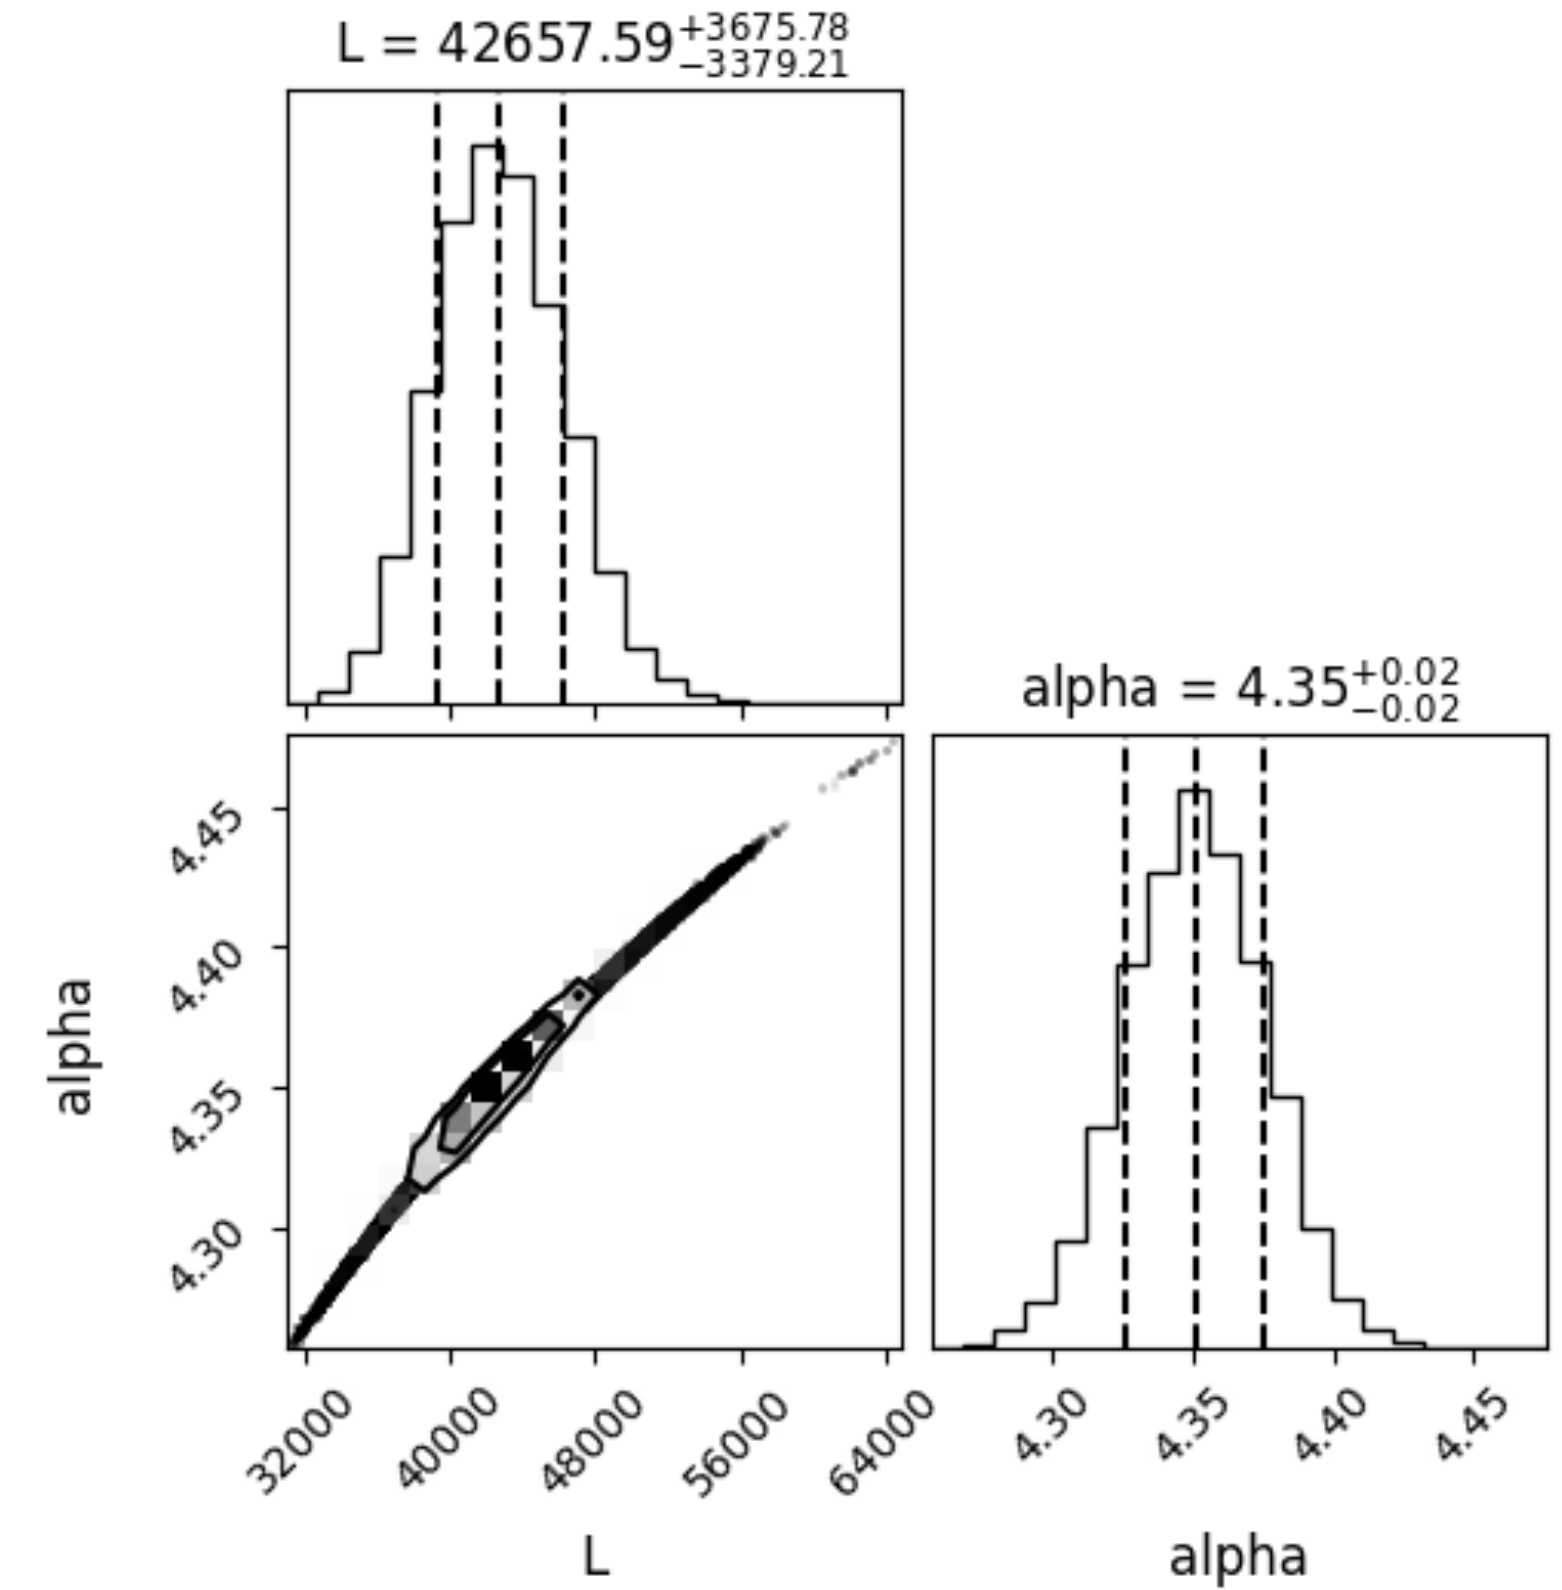 L = 42657.59+3675.78−3379.21
alpha = 4.35+0.02−0.02
alpha
4.45
4.40
4.35
4.30
32000 40000 48000 56000 64000
4.30 4.35 4.40 4.45
L
alpha